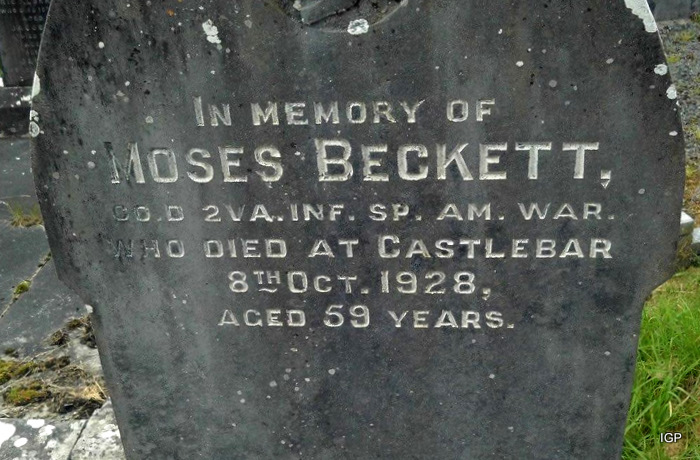 IN MEMORY OF
MOSES BECKETT,
CO.D 2VA.INF. SP. AM. WAR.
WHO DIED AT CASTLEBAR
8TH OCT. 1928,
AGED 59 YEARS.
IGP